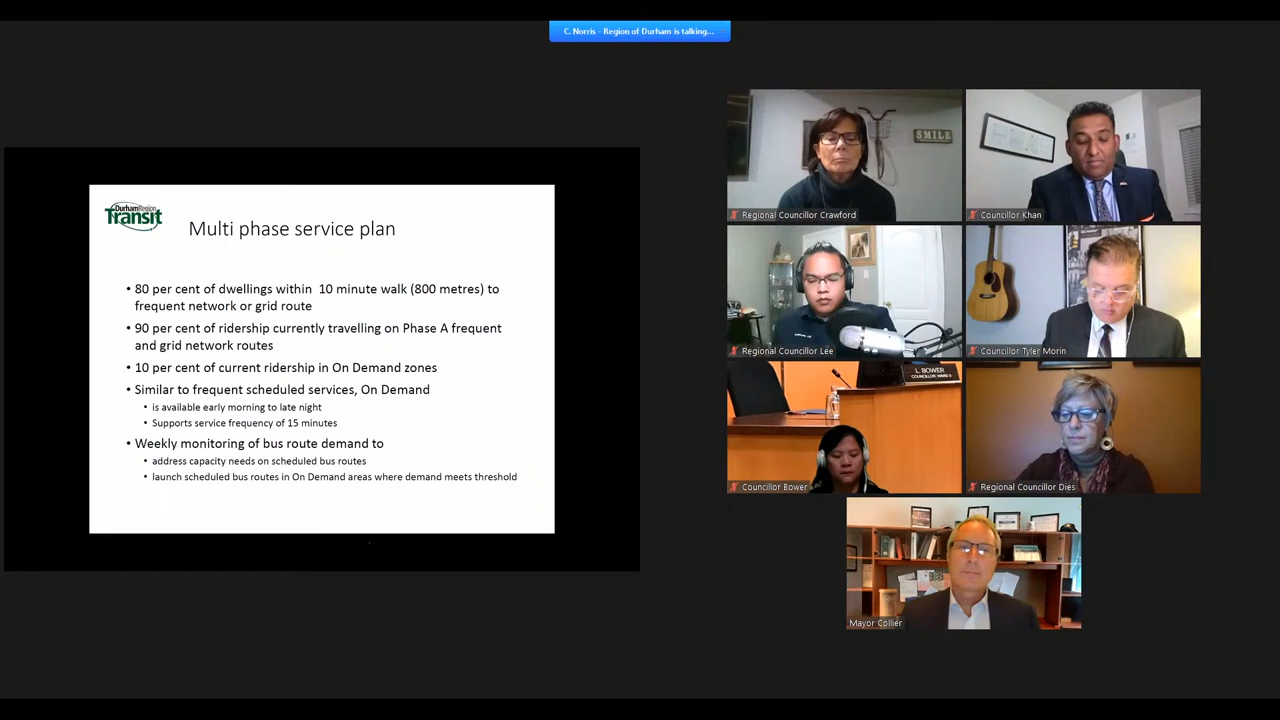 C. Norris - Region of Durham is talking...
DurhamRegion
Transit
Multi phase service plan
• 80 per cent of dwellings within 10 minute walk (800 metres) to
frequent network or grid route
• 90 per cent of ridership currently travelling on Phase A frequent
and grid network routes
• 10 per cent of current ridership in On Demand zones
• Similar to frequent scheduled services, On Demand
• is available early morning to late night
• Supports service frequency of 15 minutes
• Weekly monitoring of bus route demand to
• address capacity needs on scheduled bus routes
• launch scheduled bus routes in On Demand areas where demand meets threshold
SMILE
Regional Councillor Crawford
Councillor Khan
Regional Councillor Lee
Councillor Tyler Morin
L. BOWER
COUNCILLOR, WARD 3
Councillor Bower
Regional Councillor Dies
Mayor Collier